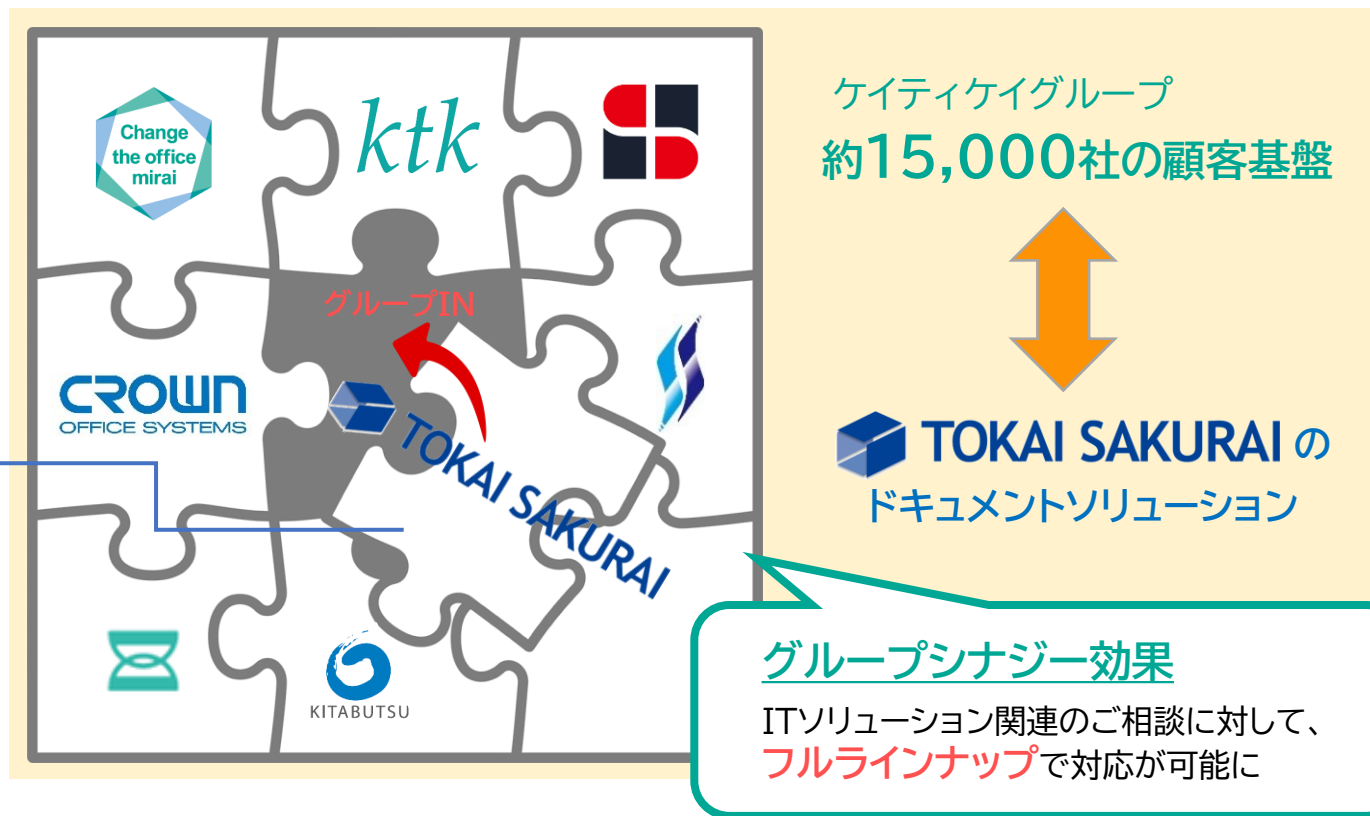 Change
the office
mirai
ktk
グループIN
CROWN
OFFICE SYSTEMS
TOKAI SAKURAI
KITABUTSU
ケイティケイグループ
約15,000社の顧客基盤
TOKAI SAKURAI の
ドキュメントソリューション
グループシナジー効果
ITソリューション関連のご相談に対して、
フルラインナップで対応が可能に